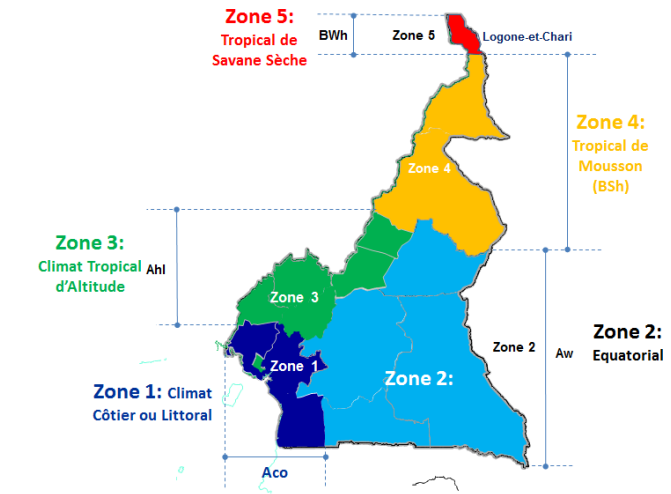 Zone 5:
Tropical de
Savane Sèche
BWh
Zone 5
Logone-et-Chari
Zone 4:
Tropical de
Mousson
(BSh)
Zone 4
Zone 3:
Climat Tropical
d'Altitude
Ahl
Zone 3
Zone 2:
Equatorial
Aw
Zone 2
Zone 2:
Zone 1
Zone 1: Climat
Côtier ou Littoral
Aco